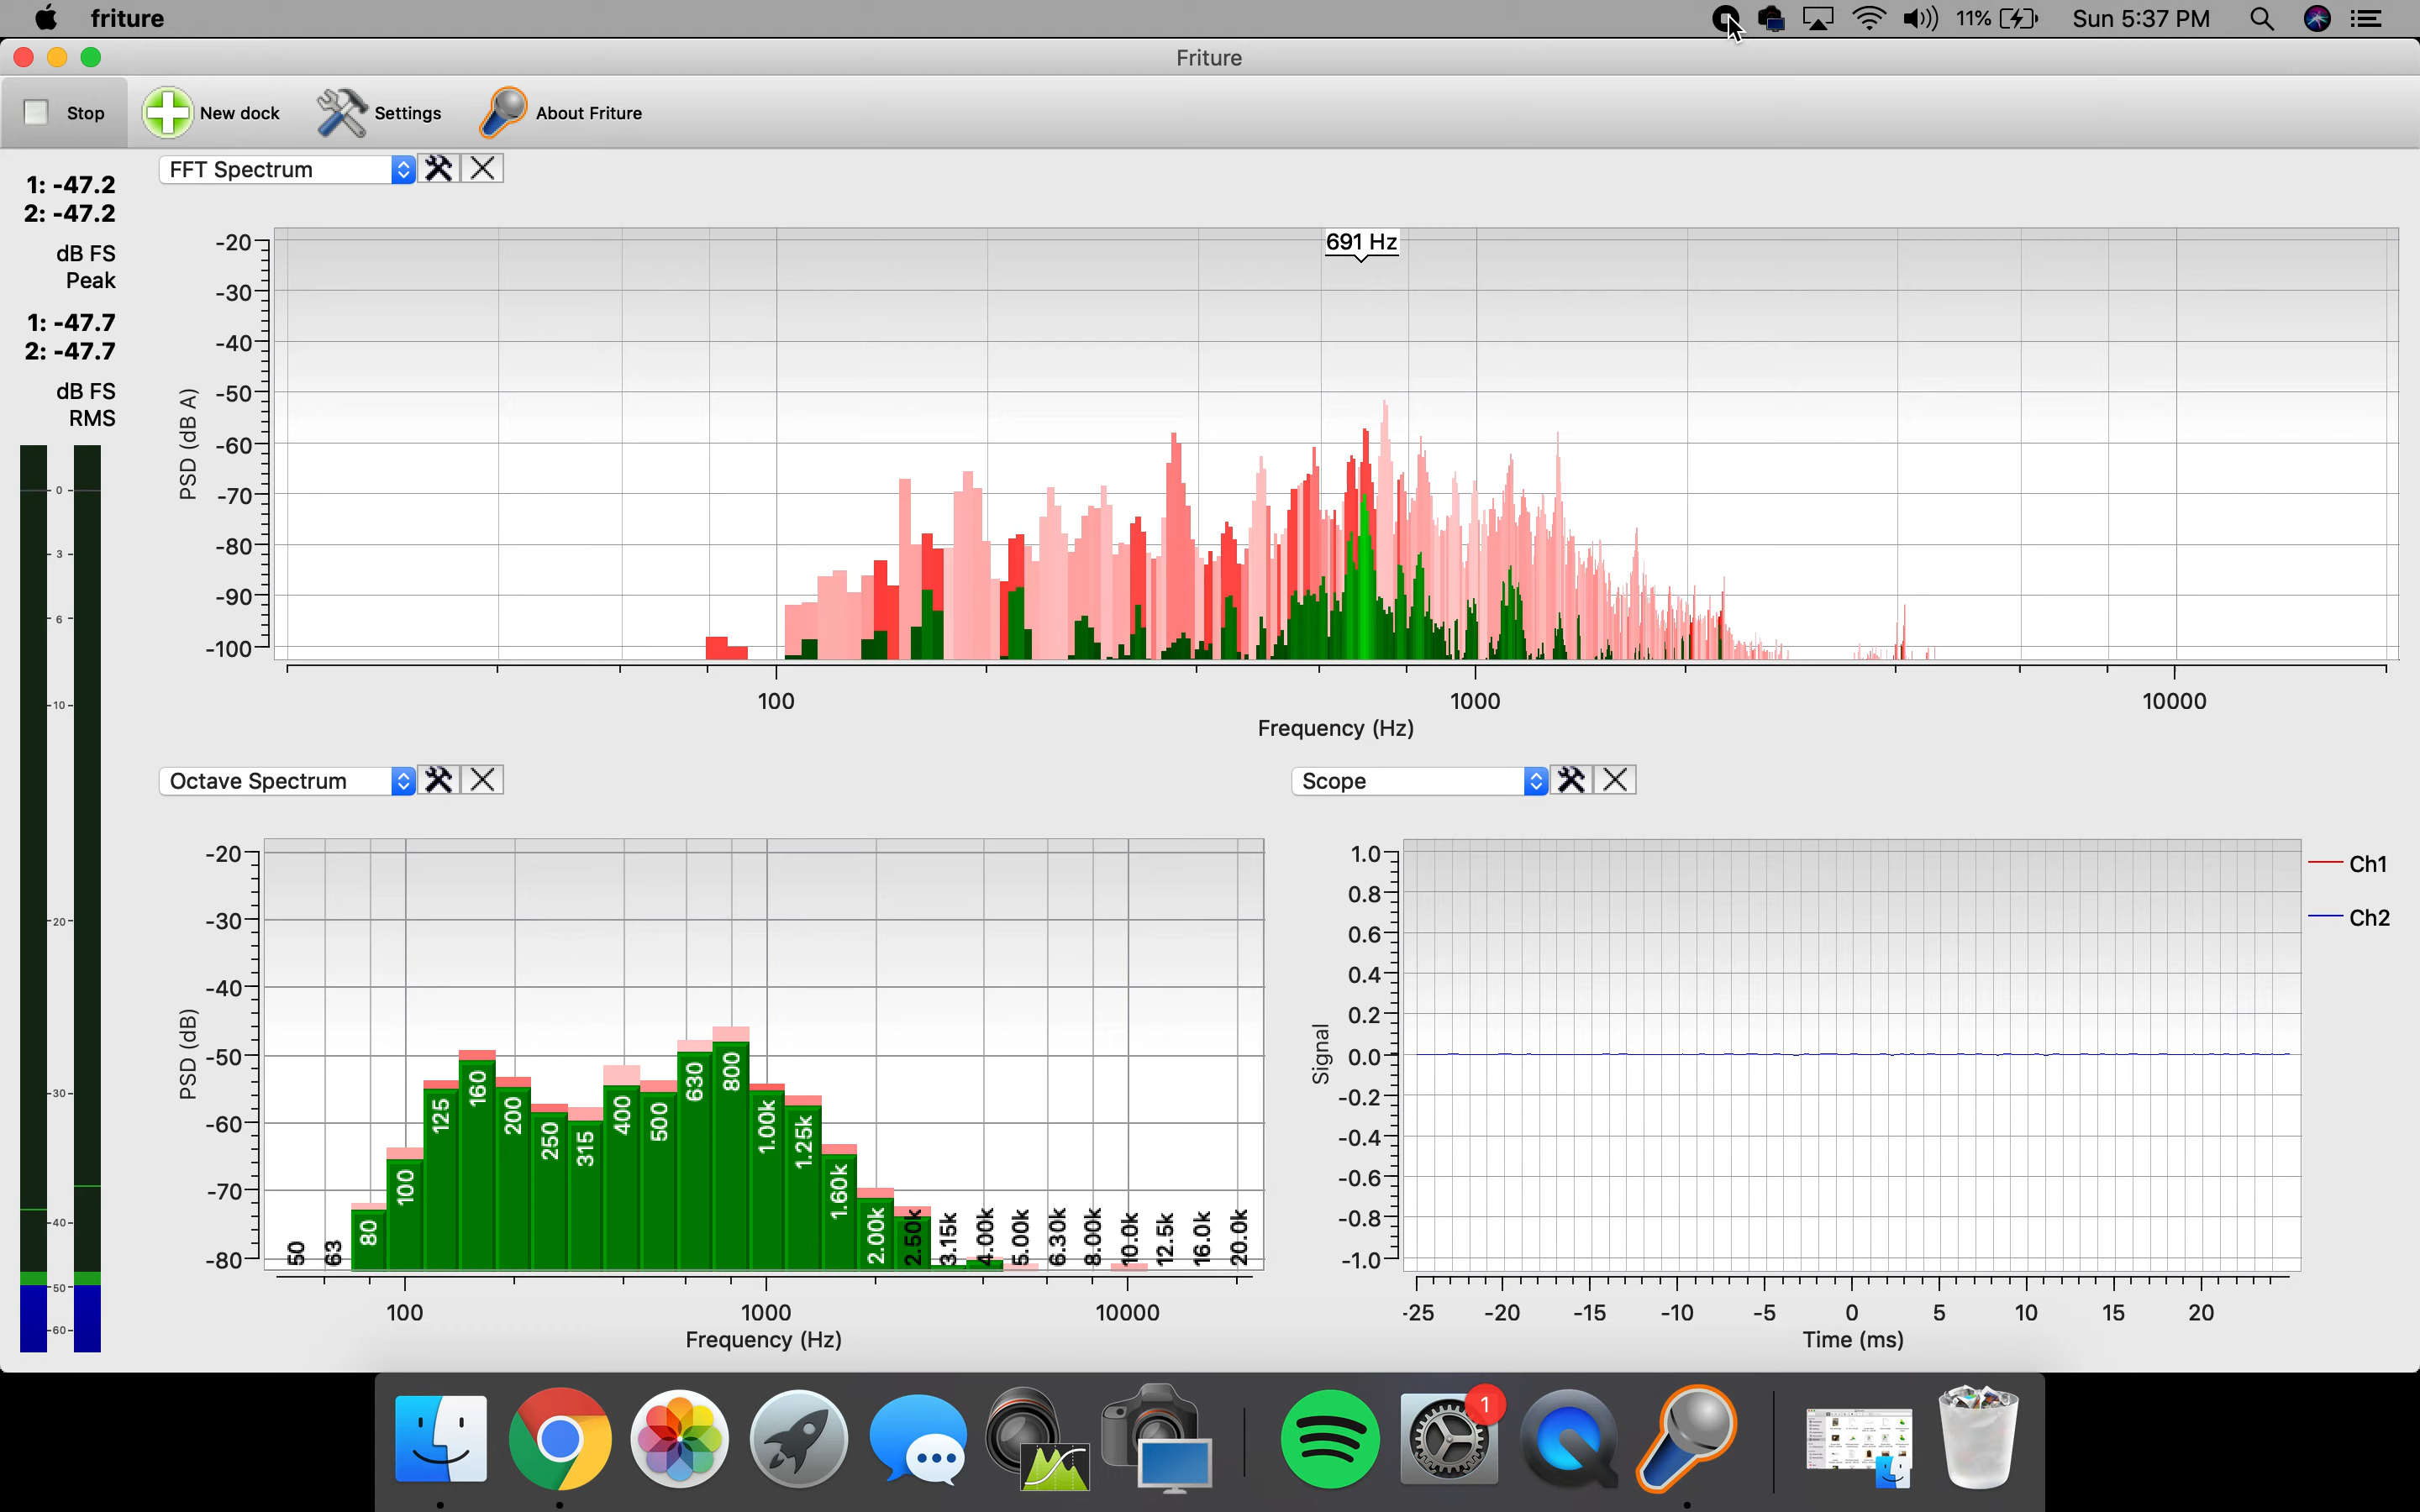 friture
11%
Sun 5:37 PM
Friture
Stop
New dock
Settings
About Friture
1: -47.2
2: -47.2
dB FS
Peak
1: -47.7
2: -47.7
dB FS
RMS
0
3
6
10
20
30
40
50
60
FFT Spectrum
691 Hz
-20
-30
-40
-50
-60
-70
-80
-90
-100
PSD (dB A)
100
1000
10000
Frequency (Hz)
Octave Spectrum
-20
-30
-40
-50
-60
-70
-80
PSD (dB)
50
63
80
100
125
160
200
250
315
400
500
630
800
1.00k
1.25k
1.60k
2.00k
2.50k
3.15k
4.00k
5.00k
6.30k
8.00k
10.0k
12.5k
16.0k
20.0k
100
1000
10000
Frequency (Hz)
Scope
1.0
0.8
0.6
0.4
0.2
0.0
-0.2
-0.4
-0.6
-0.8
-1.0
Signal
-25
-20
-15
-10
-5
0
5
10
15
20
Time (ms)
Ch1
Ch2
1